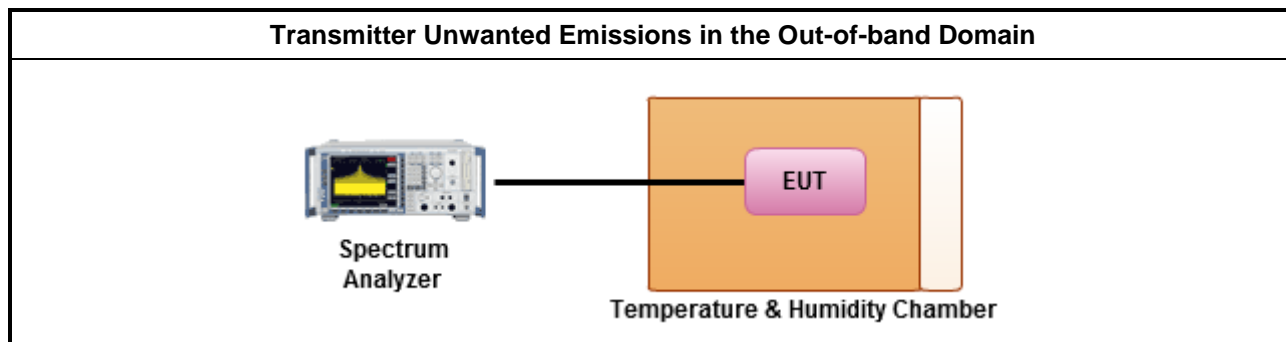 Transmitter Unwanted Emissions in the Out-of-band Domain
EUT
Spectrum
Analyzer
Temperature & Humidity Chamber